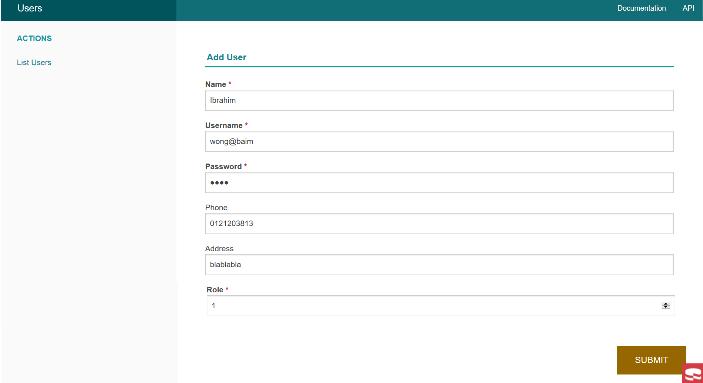 Users
Documentation
API
ACTIONS
List Users
Add User
Name *
Ibrahim
Username *
wong@baim
Password *
••••
Phone
0121203813
Address
blablabla
Role *
1
SUBMIT